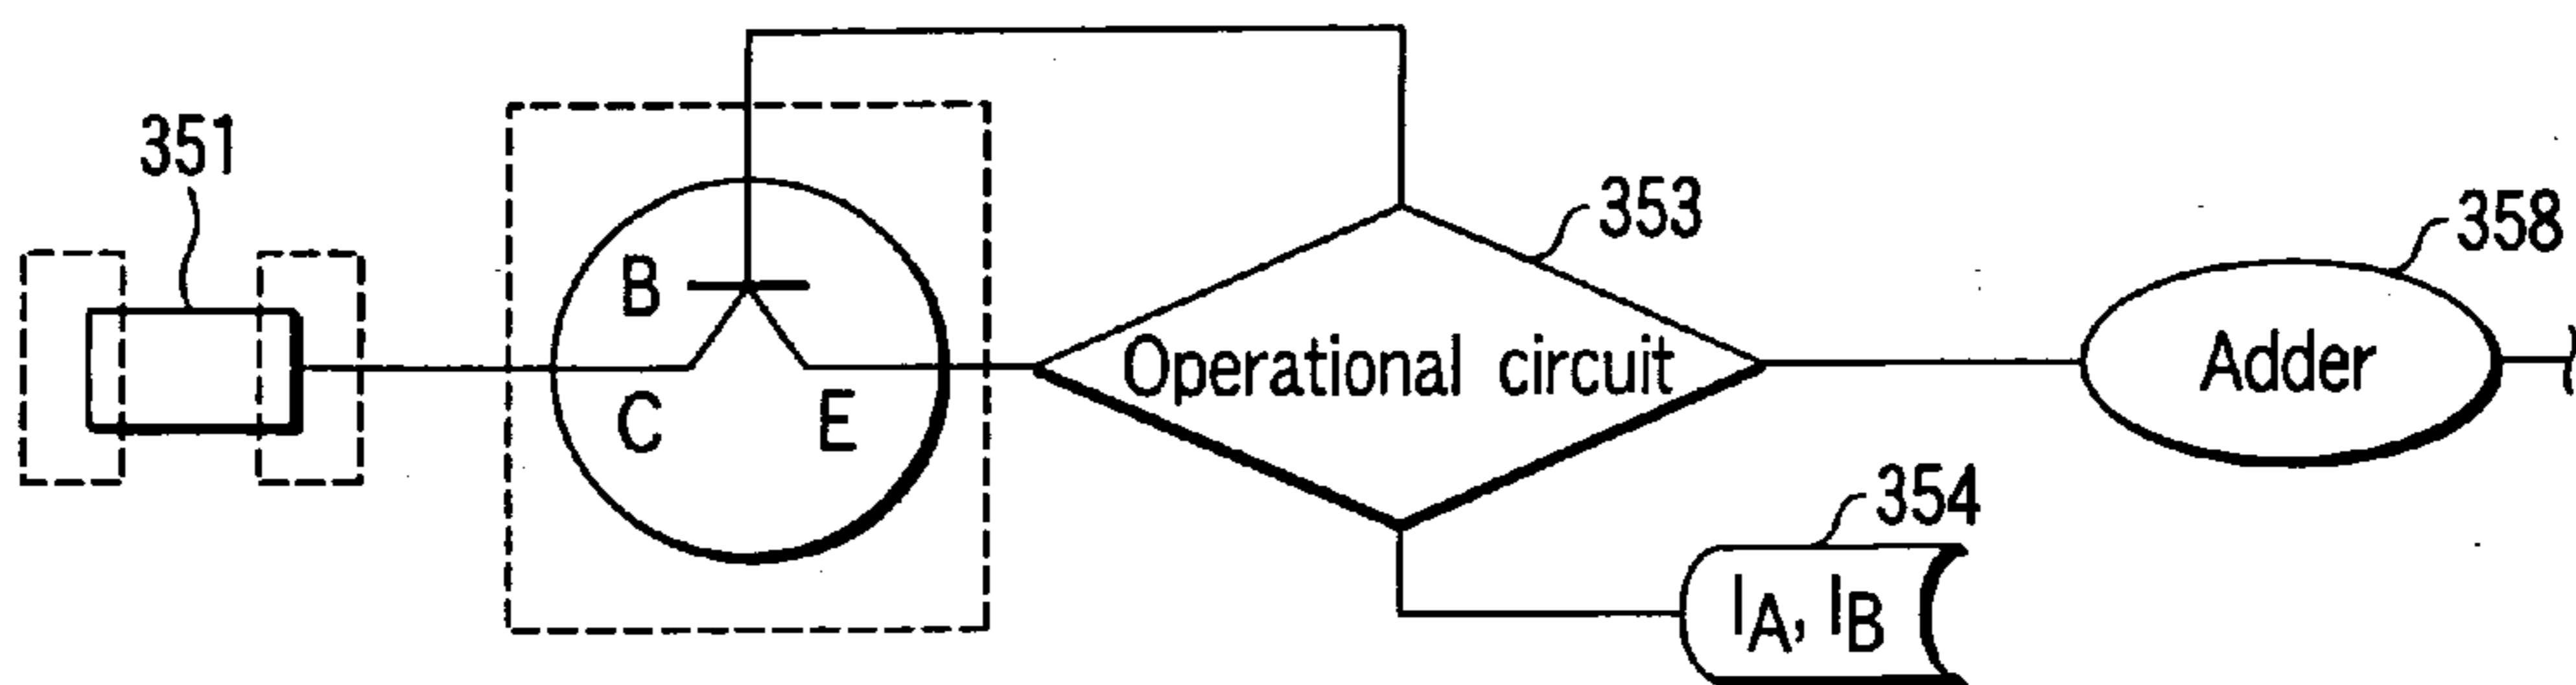 351
353
358
B
C
E
Operational circuit
Adder
354
IA, IB